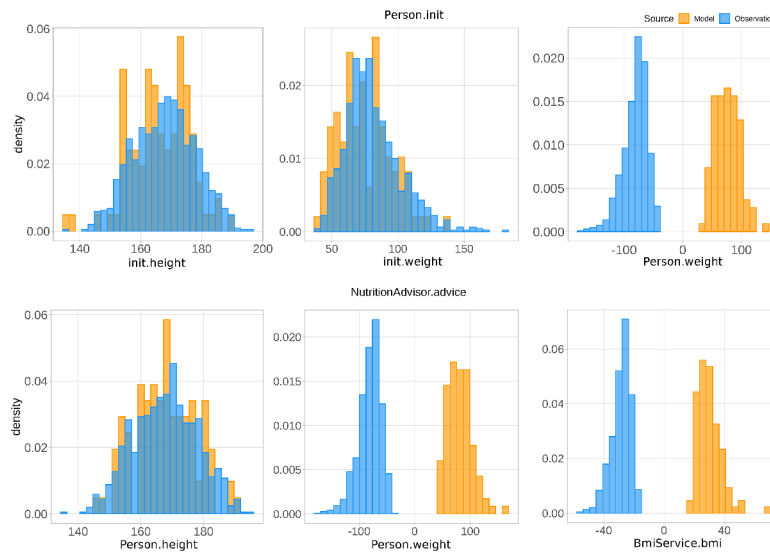 Person.init
Source Model Observatio
0.06
0.04
0.02
0.00
density
140 160 180 200
init.height
0.02
0.01
0.00
50 100 150
init.weight
0.020
0.015
0.010
0.005
0.000
-100 0 100
Person.weight
NutritionAdvisor.advice
0.06
0.04
0.02
0.00
density
140 160 180
Person.height
0.020
0.015
0.010
0.005
0.000
-100 0 100
Person.weight
0.06
0.04
0.02
0.00
-40 0 40
BmiService.bmi